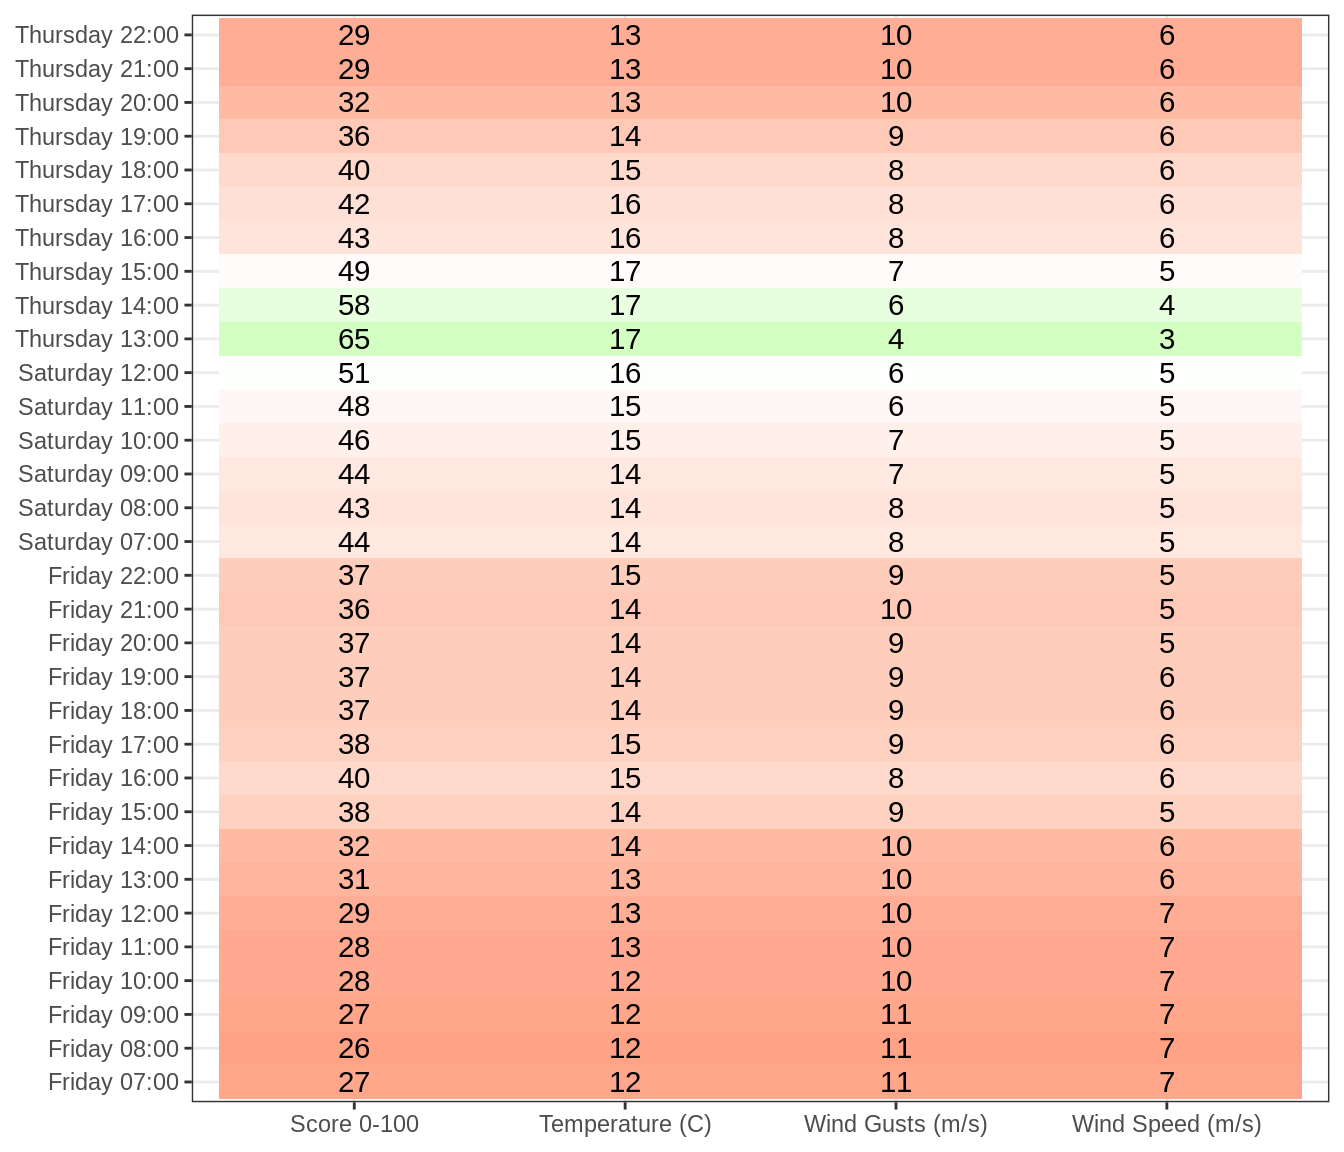 Thursday 22:00 29 13 10 6
Thursday 21:00 29 13 10 6
Thursday 20:00 32 13 10 6
Thursday 19:00 36 14 9 6
Thursday 18:00 40 15 8 6
Thursday 17:00 42 16 8 6
Thursday 16:00 43 16 8 6
Thursday 15:00 49 17 7 5
Thursday 14:00 58 17 6 4
Thursday 13:00 65 17 4 3
Saturday 12:00 51 16 6 5
Saturday 11:00 48 15 6 5
Saturday 10:00 46 15 7 5
Saturday 09:00 44 14 7 5
Saturday 08:00 43 14 8 5
Saturday 07:00 44 14 8 5
Friday 22:00 37 15 9 5
Friday 21:00 36 14 10 5
Friday 20:00 37 14 9 5
Friday 19:00 37 14 9 6
Friday 18:00 37 14 9 6
Friday 17:00 38 15 9 6
Friday 16:00 40 15 8 6
Friday 15:00 38 14 9 5
Friday 14:00 32 14 10 6
Friday 13:00 31 13 10 6
Friday 12:00 29 13 10 7
Friday 11:00 28 13 10 7
Friday 10:00 28 12 10 7
Friday 09:00 27 12 11 7
Friday 08:00 26 12 11 7
Friday 07:00 27 12 11 7
Score 0-100 Temperature (C) Wind Gusts (m/s) Wind Speed (m/s)